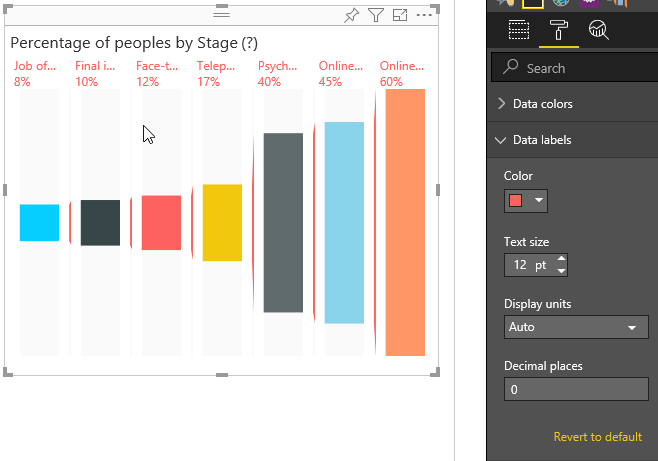 Percentage of peoples by Stage (?)
Job of... Final i... Face-t... Telep... Psych... Online... Online...
8% 10% 12% 17% 40% 45% 60%
Search
Data colors
Data labels
Color
Text size
12 pt
Display units
Auto
Decimal places
0
Revert to default